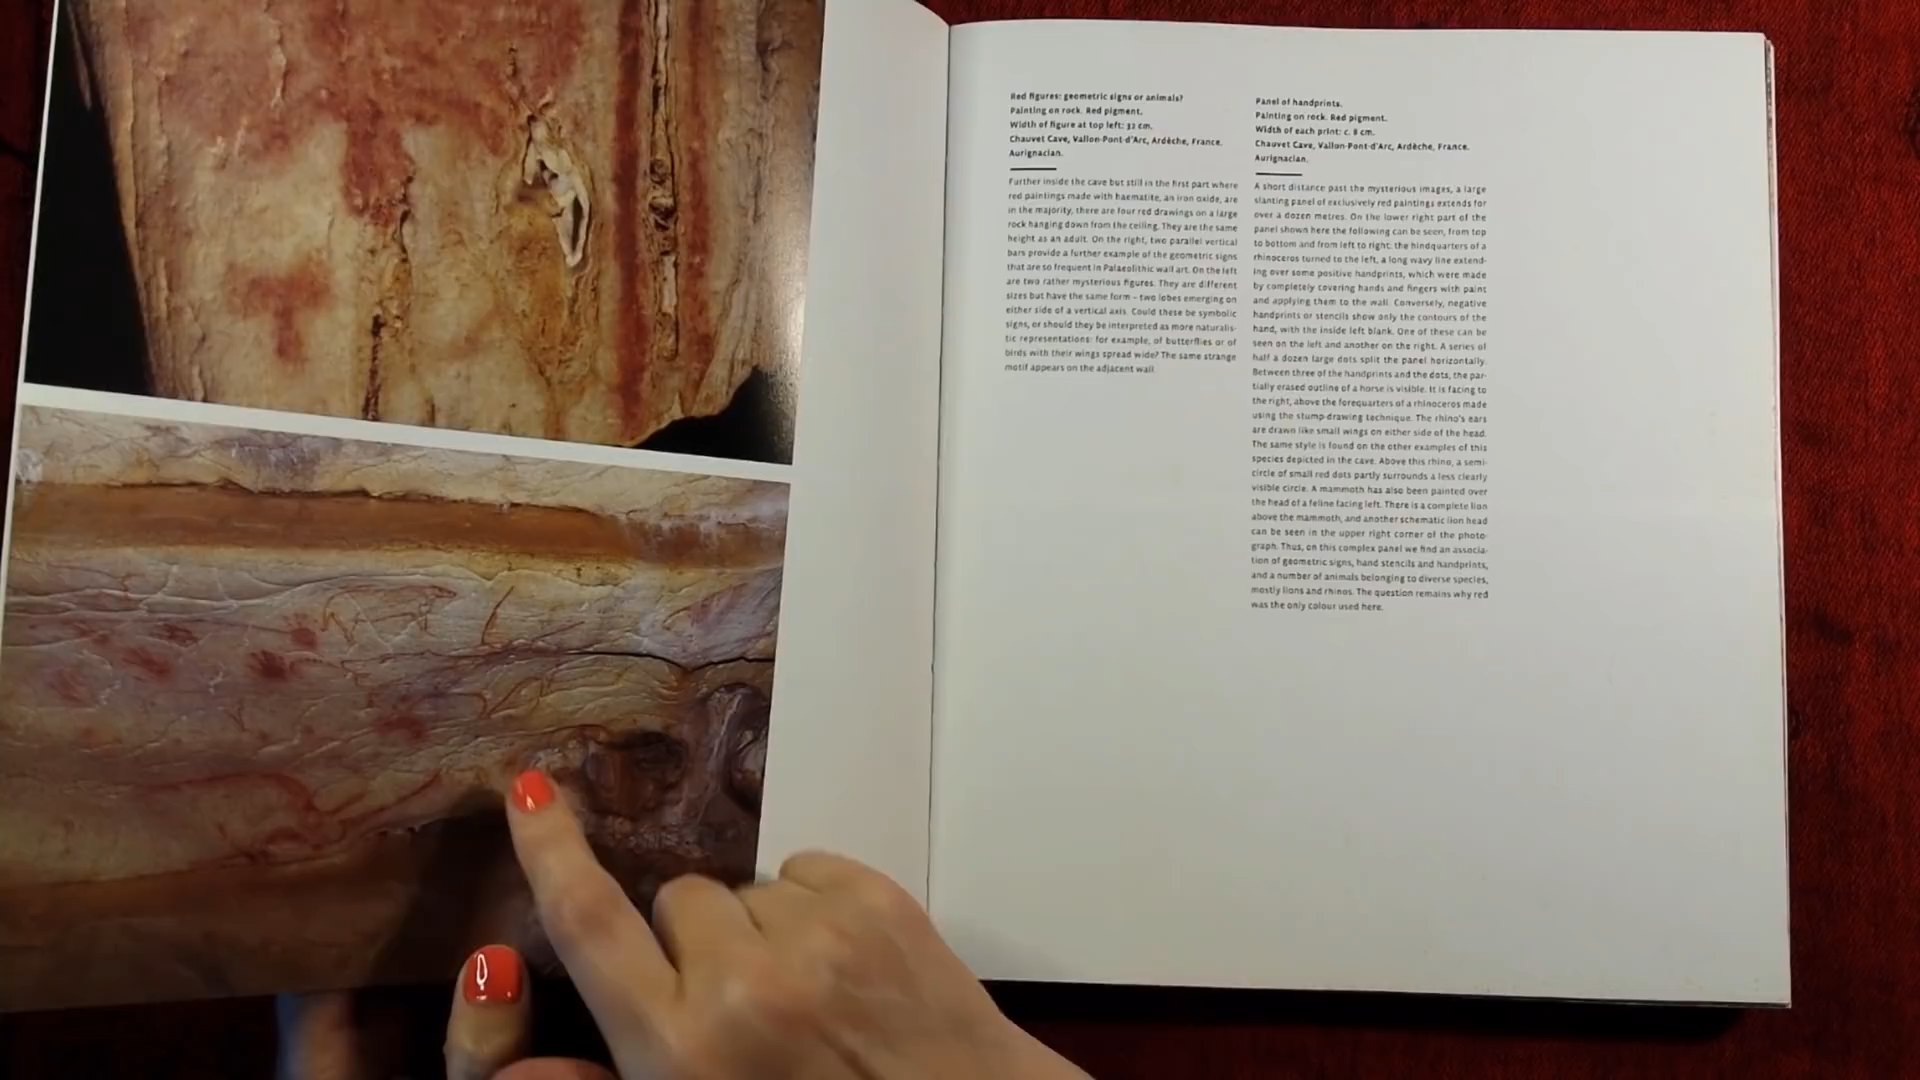 Red figures: geometric signs or animals?
Painting on rock. Red pigment.
Width of figure at top left: 32 cm.
Chauvet Cave, Vallon-Pont-d'Arc, Ardèche, France.
Aurignacian.
Further inside the cave but still in the first part where
red paintings made with haematite, an iron oxide, are
in the majority, there are four red drawings on a large
rock hanging down from the ceiling. They are the same
height as an adult. On the right, two parallel vertical
bars provide a further example of the geometric signs
that are so frequent in Palaeolithic wall art. On the left
are two rather mysterious figures. They are different
sizes but have the same form – two lobes emerging on
either side of a vertical axis. Could these be symbolic
signs, or should they be interpreted as more naturalis-
tic representations: for example, of butterflies or of
birds with their wings spread wide? The same strange
motif appears on the adjacent wall.
Panel of handprints.
Painting on rock. Red pigment.
Width of each print: c. 8 cm.
Chauvet Cave, Vallon-Pont-d'Arc, Ardèche, France.
Aurignacian.
A short distance past the mysterious images, a large
slanting panel of exclusively red paintings extends for
over a dozen metres. On the lower right part of the
panel shown here the following can be seen, from top
to bottom and from left to right: the hindquarters of a
rhinoceros turned to the left, a long wavy line extend-
ing over some positive handprints, which were made
by completely covering hands and fingers with paint
and applying them to the wall. Conversely, negative
handprints or stencils show only the contours of the
hand, with the inside left blank. One of these can be
seen on the left and another on the right. A series of
half a dozen large dots split the panel horizontally.
Between three of the handprints and the dots, the par-
tially erased outline of a horse is visible. It is facing to
the right, above the forequarters of a rhinoceros made
using the stump-drawing technique. The rhino's ears
are drawn like small wings on either side of the head.
The same style is found on the other examples of this
species depicted in the cave. Above this rhino, a semi-
circle of small red dots partly surrounds a less clearly
visible circle. A mammoth has also been painted over
the head of a feline facing left. There is a complete lion
above the mammoth, and another schematic lion head
can be seen in the upper right corner of the photo-
graph. Thus, on this complex panel we find an associa-
tion of geometric signs, hand stencils and handprints,
and a number of animals belonging to diverse species,
mostly lions and rhinos. The question remains why red
was the only colour used here.